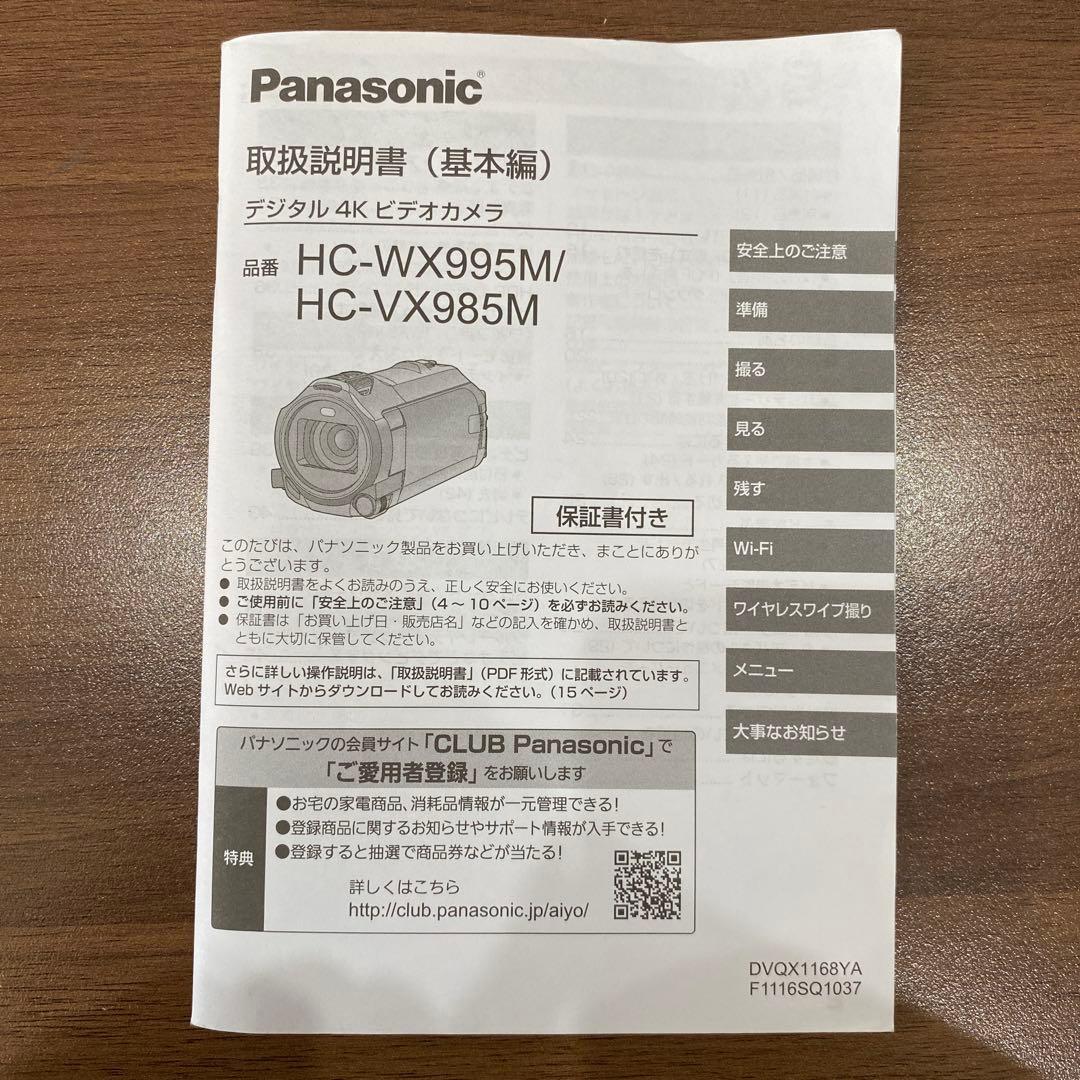 Panasonic®
取扱説明書（基本編）
デジタル 4K ビデオカメラ
品番 HC-WX995M/
HC-VX985M
保証書付き
このたびは、パナソニック製品をお買い上げいただき、まことにありが
とうございます。
● 取扱説明書をよくお読みのうえ、正しく安全にお使いください。
● ご使用前に「安全上のご注意」（4 ～ 10 ページ）を必ずお読みください。
● 保証書は「お買い上げ日・販売店名」などの記入を確かめ、取扱説明書と
ともに大切に保管してください。
さらに詳しい操作説明は、「取扱説明書」（PDF 形式）に記載されています。
Web サイトからダウンロードしてお読みください。（15 ページ）
パナソニックの会員サイト「CLUB Panasonic」で
「ご愛用者登録」をお願いします
特典
●お宅の家電商品、消耗品情報が一元管理できる！
●登録商品に関するお知らせやサポート情報が入手できる！
●登録すると抽選で商品券などが当たる！
詳しくはこちら
http://club.panasonic.jp/aiyo/
安全上のご注意
準備
撮る
見る
残す
Wi-Fi
ワイヤレスワイプ撮り
メニュー
大事なお知らせ
DVQX1168YA
F1116SQ1037